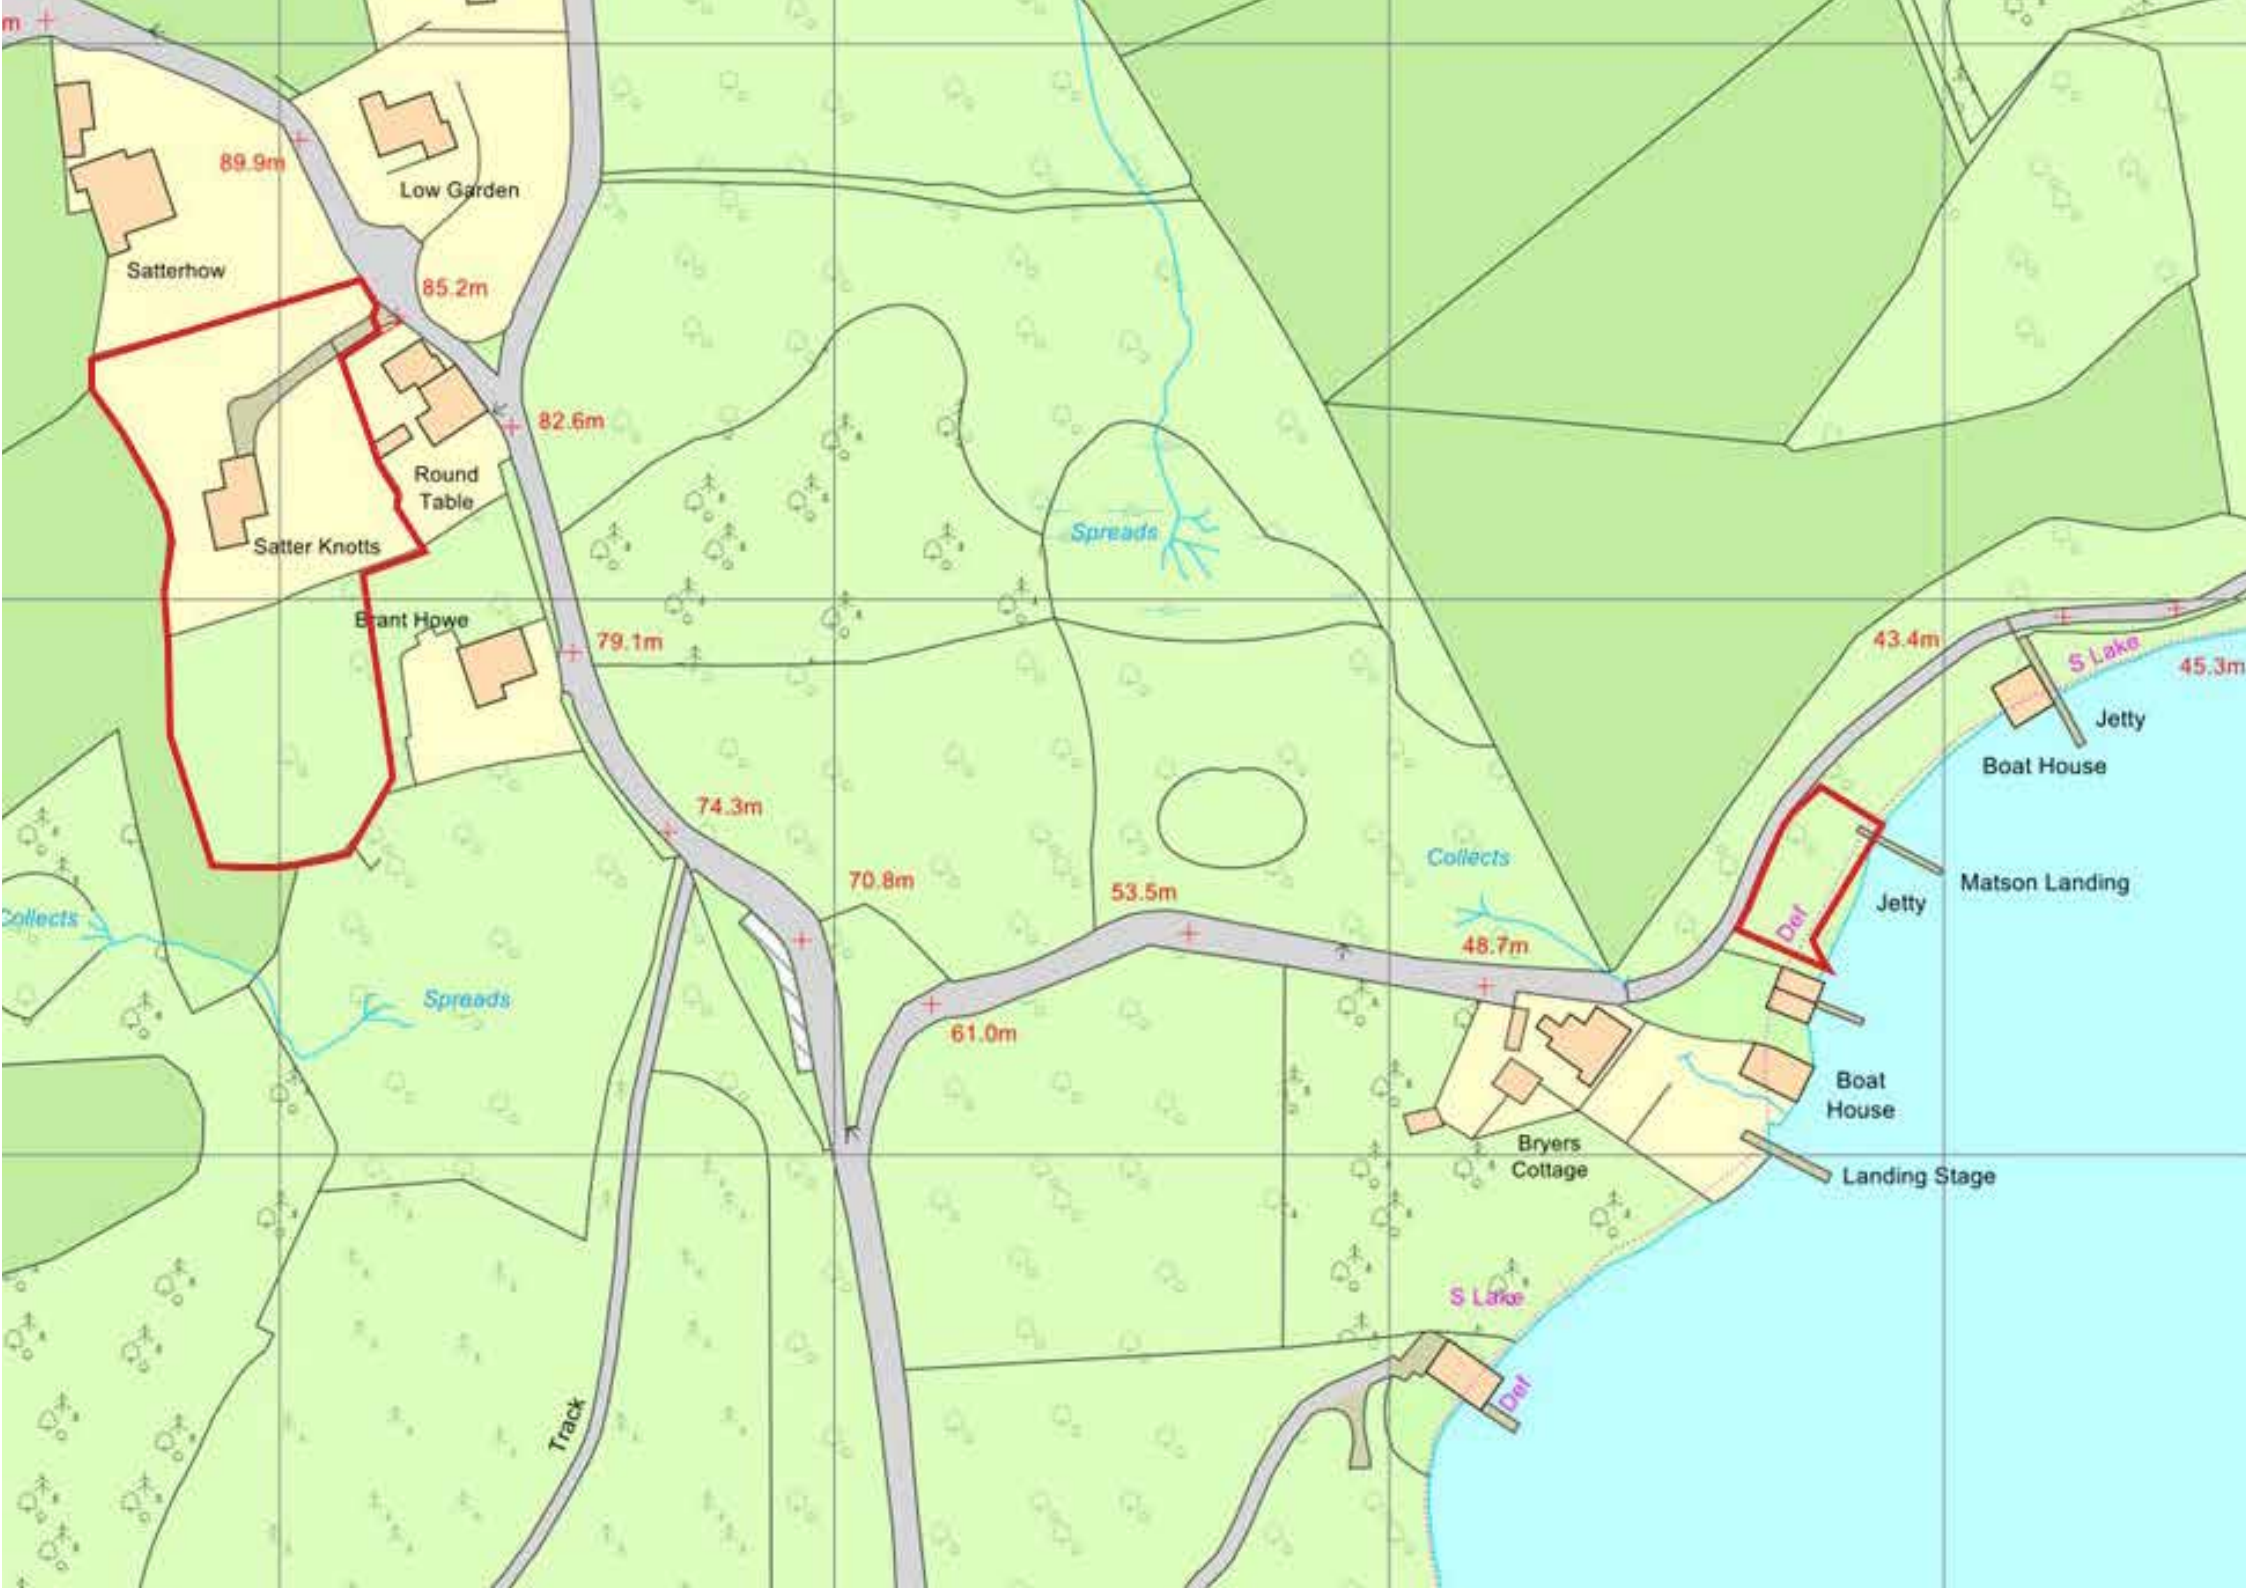 m
89.9m
Low Garden
Satterhow
85.2m
82.6m
Round
Table
Spreads
Satter Knotts
Brant Howe
79.1m
43.4m
S Lake
45.3m
Jetty
Boat House
74.3m
70.8m
Collects
53.5m
Matson Landing
Jetty
Def
Collects
48.7m
Spreads
61.0m
Boat
House
Bryers
Cottage
Landing Stage
S Lake
Def
Track